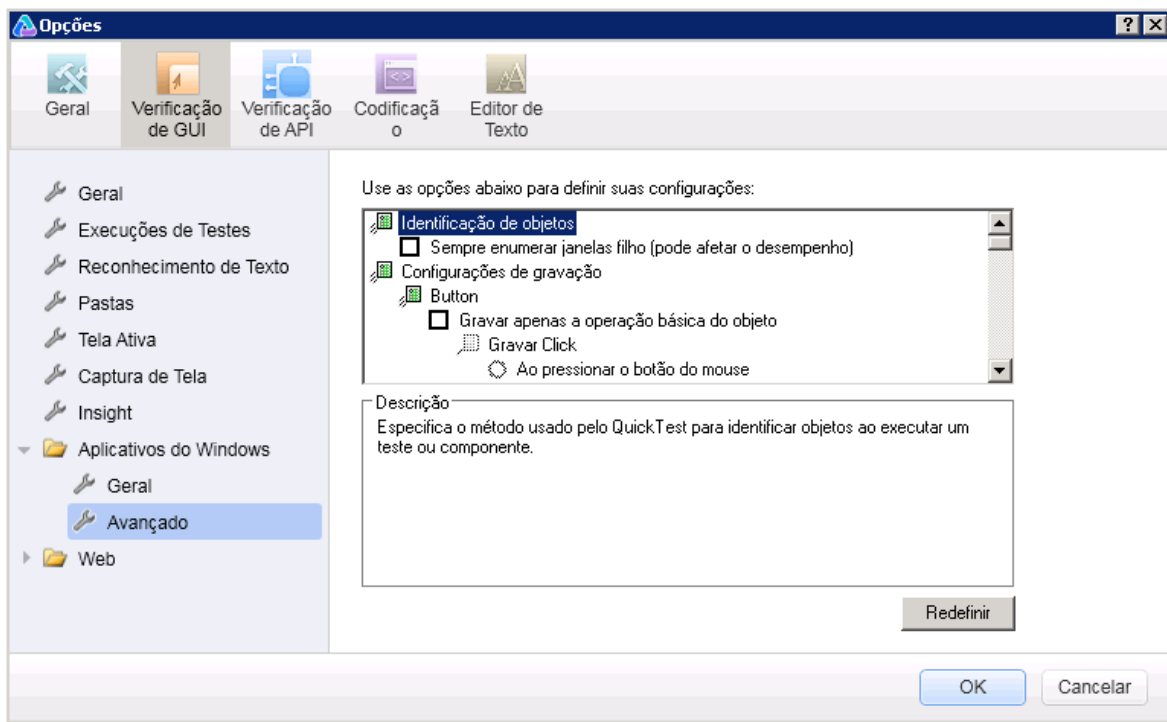 Opções
Geral
Verificação
de GUI
Verificação
de API
Codificaçã
o
Editor de
Texto
Geral
Execuções de Testes
Reconhecimento de Texto
Pastas
Tela Ativa
Captura de Tela
Insight
Aplicativos do Windows
Geral
Avançado
Web
Use as opções abaixo para definir suas configurações:
Identificação de objetos
Sempre enumerar janelas filho (pode afetar o desempenho)
Configurações de gravação
Button
Gravar apenas a operação básica do objeto
Gravar Click
Ao pressionar o botão do mouse
Descrição
Especifica o método usado pelo QuickTest para identificar objetos ao executar um
teste ou componente.
Redefinir
OK
Cancelar